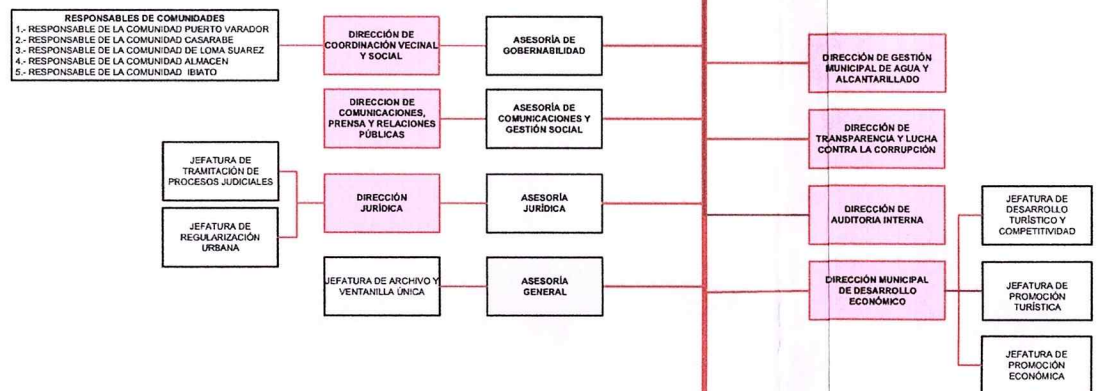 RESPONSABLES DE COMUNIDADES
1.- RESPONSABLE DE LA COMUNIDAD PUERTO VARADOR
2.- RESPONSABLE DE LA COMUNIDAD CASARABE
3.- RESPONSABLE DE LA COMUNIDAD DE LOMA SUAREZ
4.- RESPONSABLE DE LA COMUNIDAD ALMACEN
5.- RESPONSABLE DE LA COMUNIDAD IBIATO
DIRECCIÓN DE
COORDINACIÓN VECINAL
Y SOCIAL
ASESORÍA DE
GOBERNABILIDAD
DIRECCIÓN DE GESTIÓN
MUNICIPAL DE AGUA Y
ALCANTARILLADO
DIRECCION DE
COMUNICACIONES,
PRENSA Y RELACIONES
PÚBLICAS
ASESORÍA DE
COMUNICACIONES Y
GESTIÓN SOCIAL
DIRECCIÓN DE
TRANSPARENCIA Y LUCHA
CONTRA LA CORRUPCIÓN
JEFATURA DE
TRAMITACIÓN DE
PROCESOS JUDICIALES
JEFATURA DE
REGULARIZACIÓN
URBANA
DIRECCIÓN
JURÍDICA
ASESORÍA
JURÍDICA
DIRECCIÓN DE
AUDITORIA INTERNA
JEFATURA DE ARCHIVO Y
VENTANILLA ÚNICA
ASESORÍA
GENERAL
DIRECCIÓN MUNICIPAL
DE DESARROLLO
ECONÓMICO
JEFATURA DE
DESARROLLO
TURÍSTICO Y
COMPETITIVIDAD
JEFATURA DE
PROMOCIÓN
TURÍSTICA
JEFATURA DE
PROMOCIÓN
ECONÓMICA